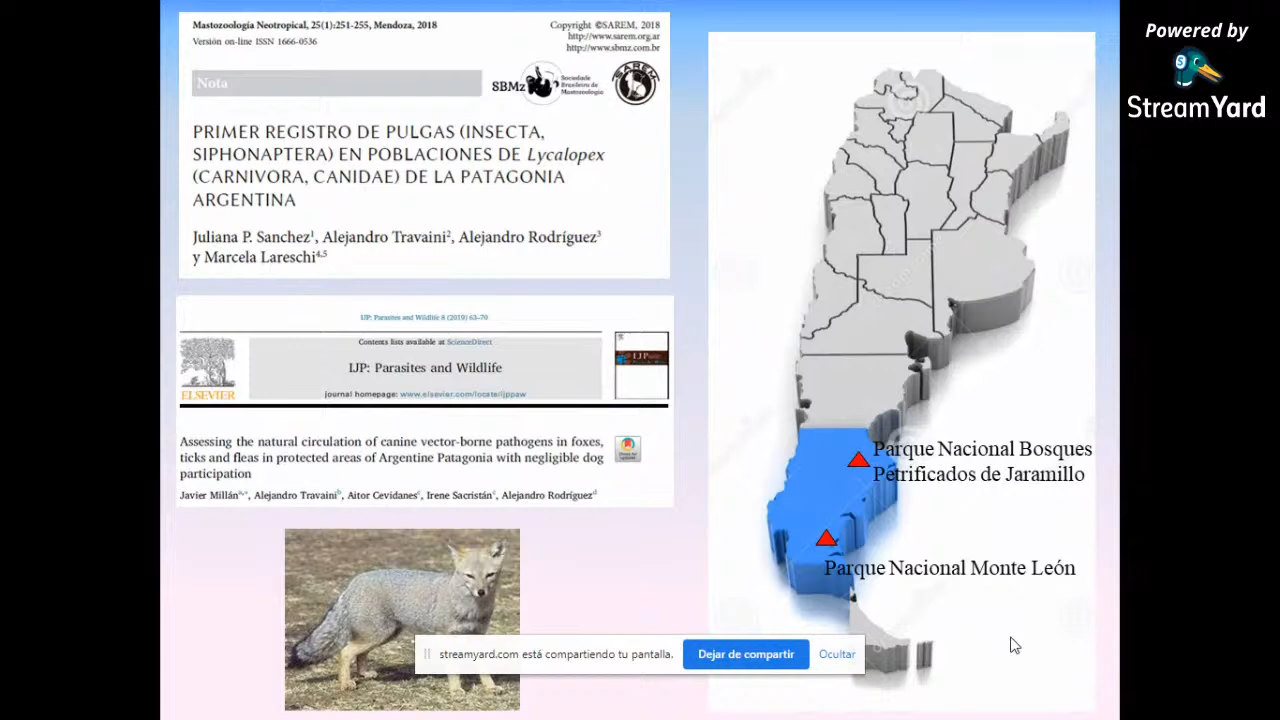 Mastozoología Neotropical, 25(1):251-255, Mendoza, 2018
Versión on-line ISSN 1666-0536
Copyright ©SAREM, 2018
http://www.sarem.org.ar
http://www.sbmz.com.br
Nota
SBMz
Sociedade
Brasileira de
Mastozoologia
SAREM
PRIMER REGISTRO DE PULGAS (INSECTA,
SIPHONAPTERA) EN POBLACIONES DE Lycalopex
(CARNIVORA, CANIDAE) DE LA PATAGONIA
ARGENTINA
Juliana P. Sanchez1, Alejandro Travaini2, Alejandro Rodríguez3
y Marcela Lareschi4,5
IJP: Parasites and Wildlife 8 (2019) 63–70
Contents lists available at ScienceDirect
IJP: Parasites and Wildlife
journal homepage: www.elsevier.com/locate/ijppaw
ELSEVIER
Assessing the natural circulation of canine vector-borne pathogens in foxes,
ticks and fleas in protected areas of Argentine Patagonia with negligible dog
participation
Javier Millán, Alejandro Travaini, Aitor Cevidanes, Irene Sacristán, Alejandro Rodríguez
Parque Nacional Bosques
Petrificados de Jaramillo
Parque Nacional Monte León
streamyard.com está compartiendo tu pantalla.
Dejar de compartir
Ocultar
Powered by
StreamYard